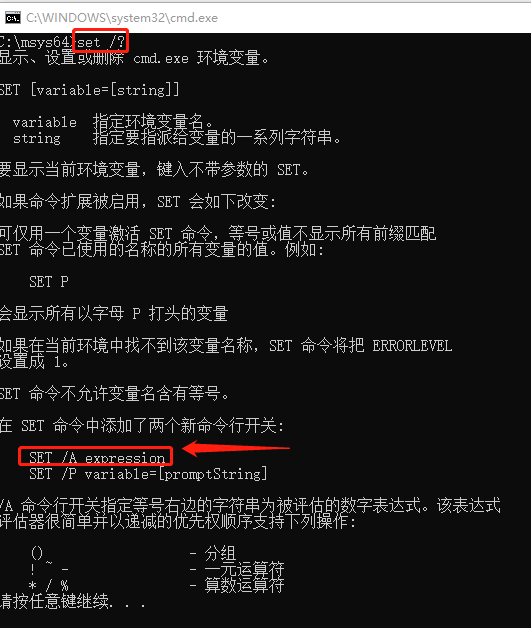 C:\WINDOWS\system32\cmd.exe
C:\msys64>set /?
显示、设置或删除 cmd.exe 环境变量。
SET [variable=[string]]
variable 指定环境变量名。
string 指定要指派给变量的一系列字符串。
要显示当前环境变量，键入不带参数的 SET。
如果命令扩展被启用，SET 会如下改变:
可仅用一个变量激活 SET 命令，等号或值不显示所有前缀匹配
SET 命令已使用的名称的所有变量的值。例如:
SET P
会显示所有以字母 P 打头的变量
如果在当前环境中找不到该变量名称，SET 命令将把 ERRORLEVEL
设置成 1。
SET 命令不允许变量名含有等号。
在 SET 命令中添加了两个新命令行开关:
SET /A expression
SET /P variable=[promptString]
/A 命令行开关指定等号右边的字符串为被评估的数字表达式。该表达式
评估器很简单并以递减的优先权顺序支持下列操作:
() - 分组
! ~ - - 一元运算符
* / % - 算数运算符
请按任意键继续. . .